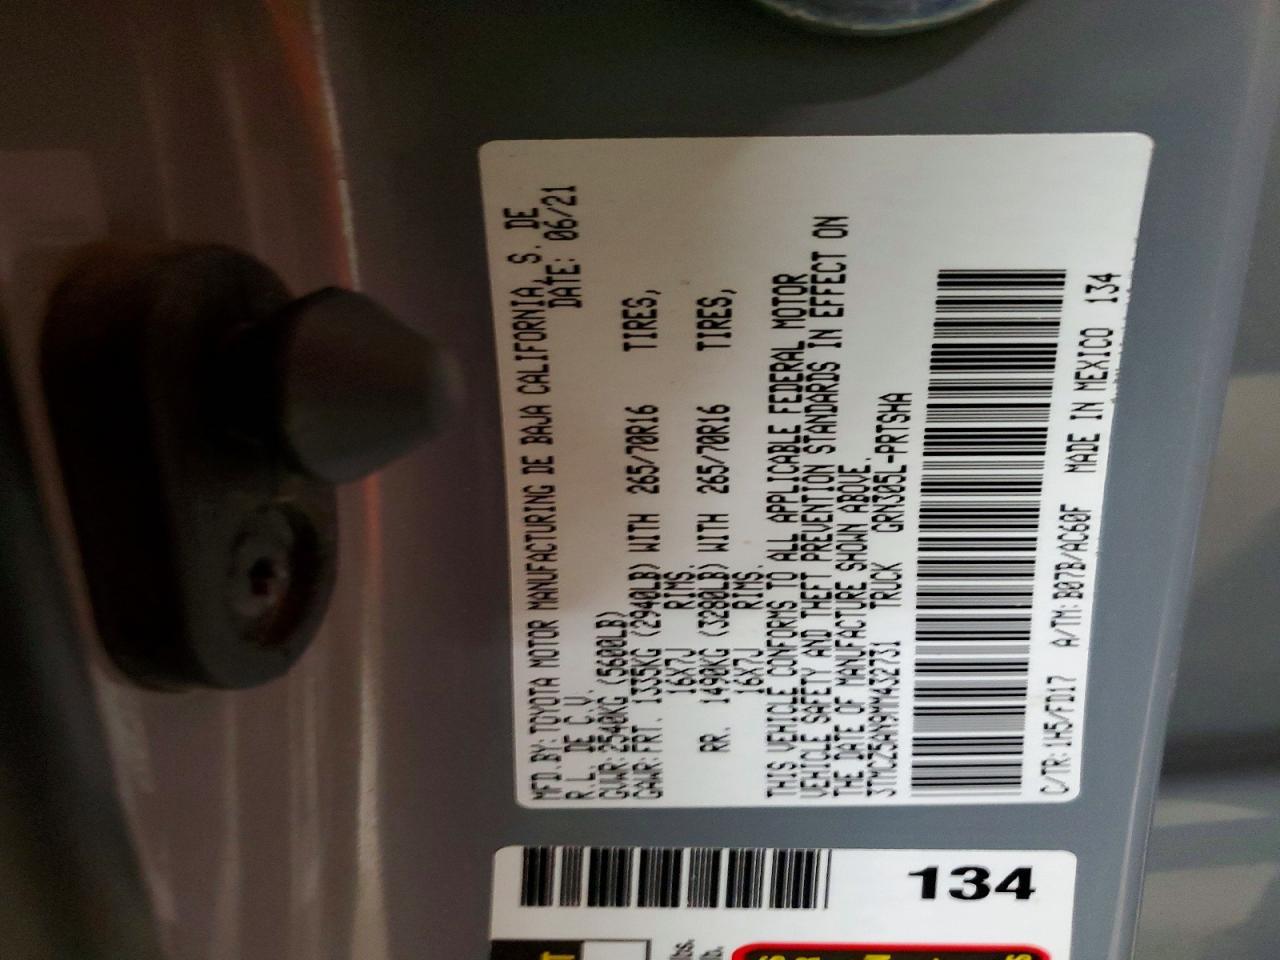 MFD.BY:TOYOTA MOTOR MANUFACTURING DE BAJA CALIFORNIA, S. DE
R.L. DE C.V. DATE: 06/21
GVWR:2540KG (5600LB)
GAWR:FRT. 1335KG (2940LB) WITH 265/70R16 TIRES,
16X7J RIMS.
RR. 1490KG (3280LB) WITH 265/70R16 TIRES,
16X7J RIMS.
THIS VEHICLE CONFORMS TO ALL APPLICABLE FEDERAL MOTOR
VEHICLE SAFETY AND THEFT PREVENTION STANDARDS IN EFFECT ON
THE DATE OF MANUFACTURE SHOWN ABOVE.
3TMCZ5AN9MM432731 TRUCK GRN305L-PRTSHA
C/TR:1H5/FD17 A/TM:B07B/AC60F MADE IN MEXICO 134
134